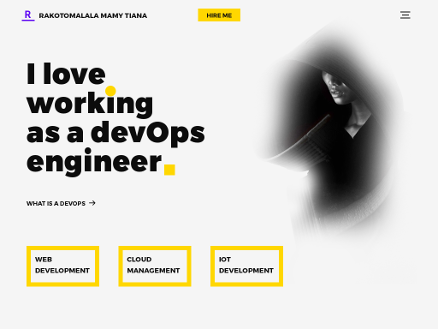 R RAKOTOMALALA MAMY TIANA
HIRE ME
I love
working
as a devOps
engineer.
WHAT IS A DEVOPS →
WEB
DEVELOPMENT
CLOUD
MANAGEMENT
IOT
DEVELOPMENT